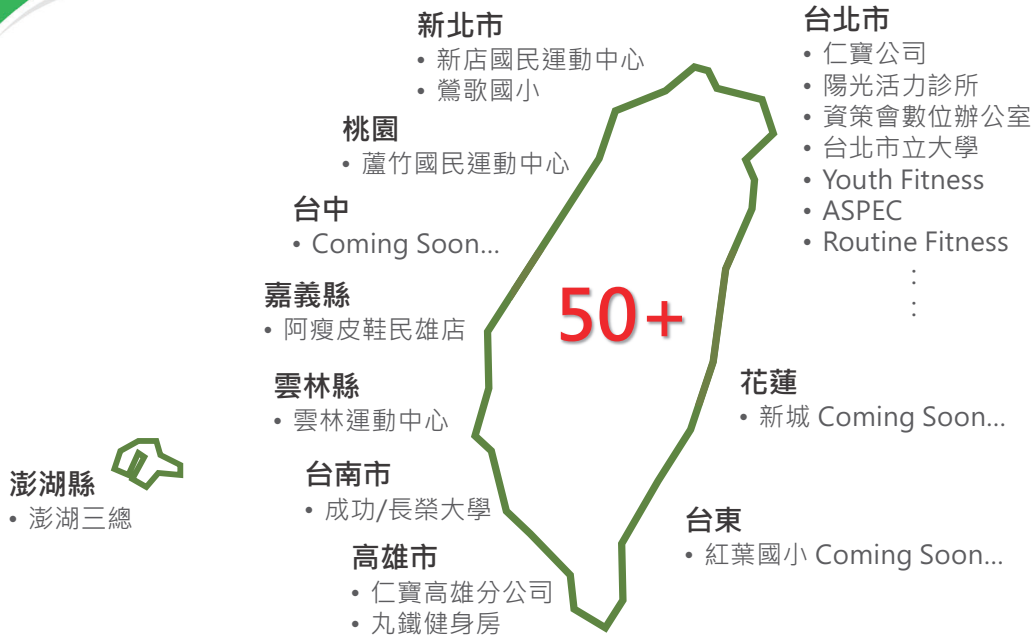 新北市
• 新店國民運動中心
• 鶯歌國小
桃園
• 蘆竹國民運動中心
台中
• Coming Soon...
嘉義縣
• 阿瘦皮鞋民雄店
雲林縣
• 雲林運動中心
澎湖縣
• 澎湖三總
台南市
• 成功/長榮大學
高雄市
• 仁寶高雄分公司
• 丸鐵健身房
50+
台北市
• 仁寶公司
• 陽光活力診所
• 資策會數位辦公室
• 台北市立大學
• Youth Fitness
• ASPEC
• Routine Fitness
:
:
花蓮
• 新城 Coming Soon...
台東
• 紅葉國小 Coming Soon...